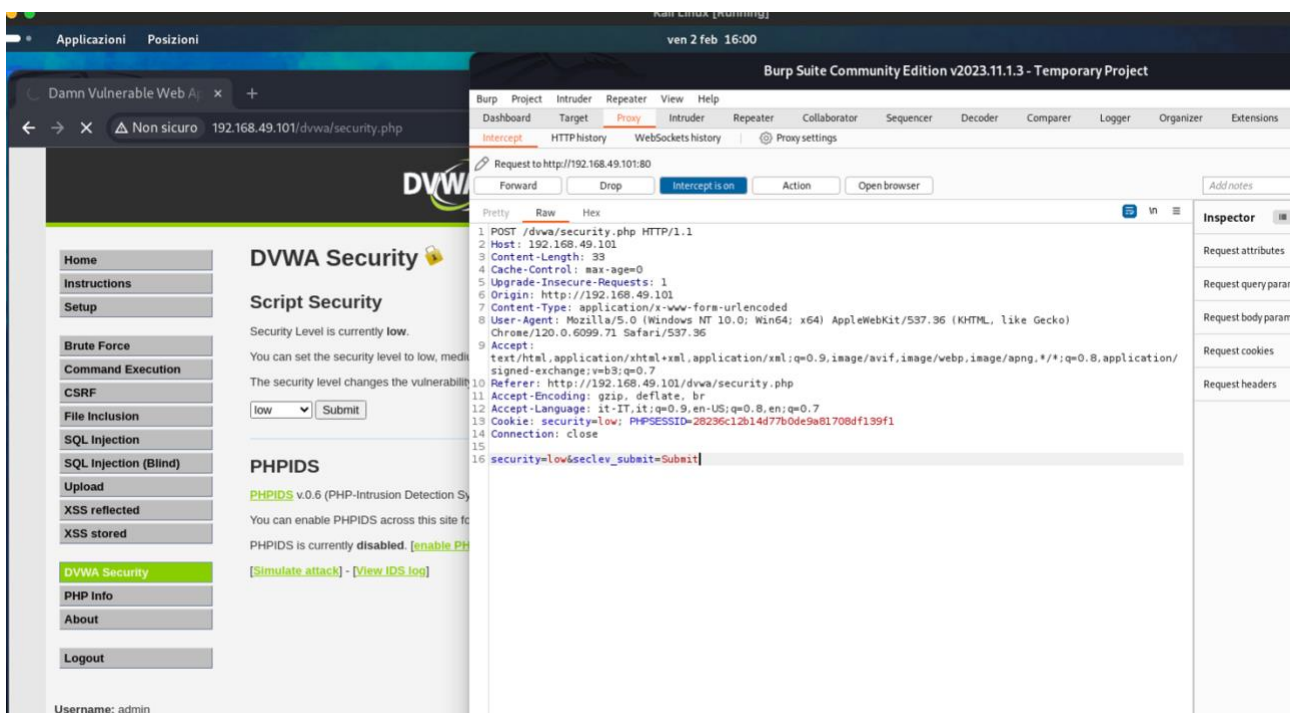 Kali Linux [Running]
Applicazioni Posizioni
ven 2 feb 16:00
Damn Vulnerable Web Ap
Non sicuro 192.168.49.101/dvwa/security.php
DVWA
Home
Instructions
Setup
Brute Force
Command Execution
CSRF
File Inclusion
SQL Injection
SQL Injection (Blind)
Upload
XSS reflected
XSS stored
DVWA Security
PHP Info
About
Logout
Username: admin
DVWA Security
Script Security
Security Level is currently low.
You can set the security level to low, medi
The security level changes the vulnerability
low Submit
PHPIDS
PHPIDS v.0.6 (PHP-Intrusion Detection Sy
You can enable PHPIDS across this site fo
PHPIDS is currently disabled. [enable PH
[Simulate attack] - [View IDS log]
Burp Suite Community Edition v2023.11.1.3 - Temporary Project
Burp Project Intruder Repeater View Help
Dashboard Target Proxy Intruder Repeater Collaborator Sequencer Decoder Comparer Logger Organizer Extensions
Intercept HTTP history WebSockets history Proxy settings
Request to http://192.168.49.101:80
Forward Drop Intercept is on Action Open browser Add notes
Pretty Raw Hex \n
1 POST /dvwa/security.php HTTP/1.1
2 Host: 192.168.49.101
3 Content-Length: 33
4 Cache-Control: max-age=0
5 Upgrade-Insecure-Requests: 1
6 Origin: http://192.168.49.101
7 Content-Type: application/x-www-form-urlencoded
8 User-Agent: Mozilla/5.0 (Windows NT 10.0; Win64; x64) AppleWebKit/537.36 (KHTML, like Gecko)
Chrome/120.0.6099.71 Safari/537.36
9 Accept:
text/html,application/xhtml+xml,application/xml;q=0.9,image/avif,image/webp,image/apng,*/*;q=0.8,application/
signed-exchange;v=b3;q=0.7
10 Referer: http://192.168.49.101/dvwa/security.php
11 Accept-Encoding: gzip, deflate, br
12 Accept-Language: it-IT,it;q=0.9,en-US;q=0.8,en;q=0.7
13 Cookie: security=low; PHPSESSID=28236c12b14d77b0de9a81708df139f1
14 Connection: close
15
16 security=low&seclev_submit=Submit
Inspector
Request attributes
Request query param
Request body param
Request cookies
Request headers